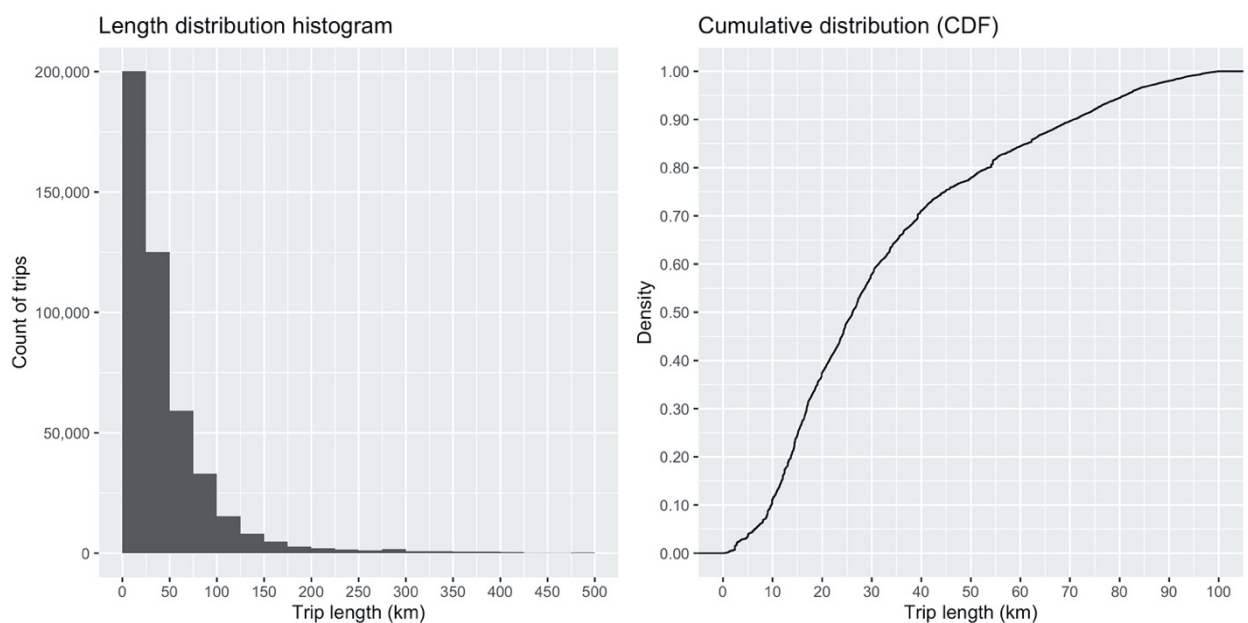 Length distribution histogram
200,000
150,000
100,000
50,000
0
Count of trips
0 50 100 150 200 250 300 350 400 450 500
Trip length (km)
Cumulative distribution (CDF)
1.00
0.90
0.80
0.70
0.60
0.50
0.40
0.30
0.20
0.10
0.00
Density
0 10 20 30 40 50 60 70 80 90 100
Trip length (km)